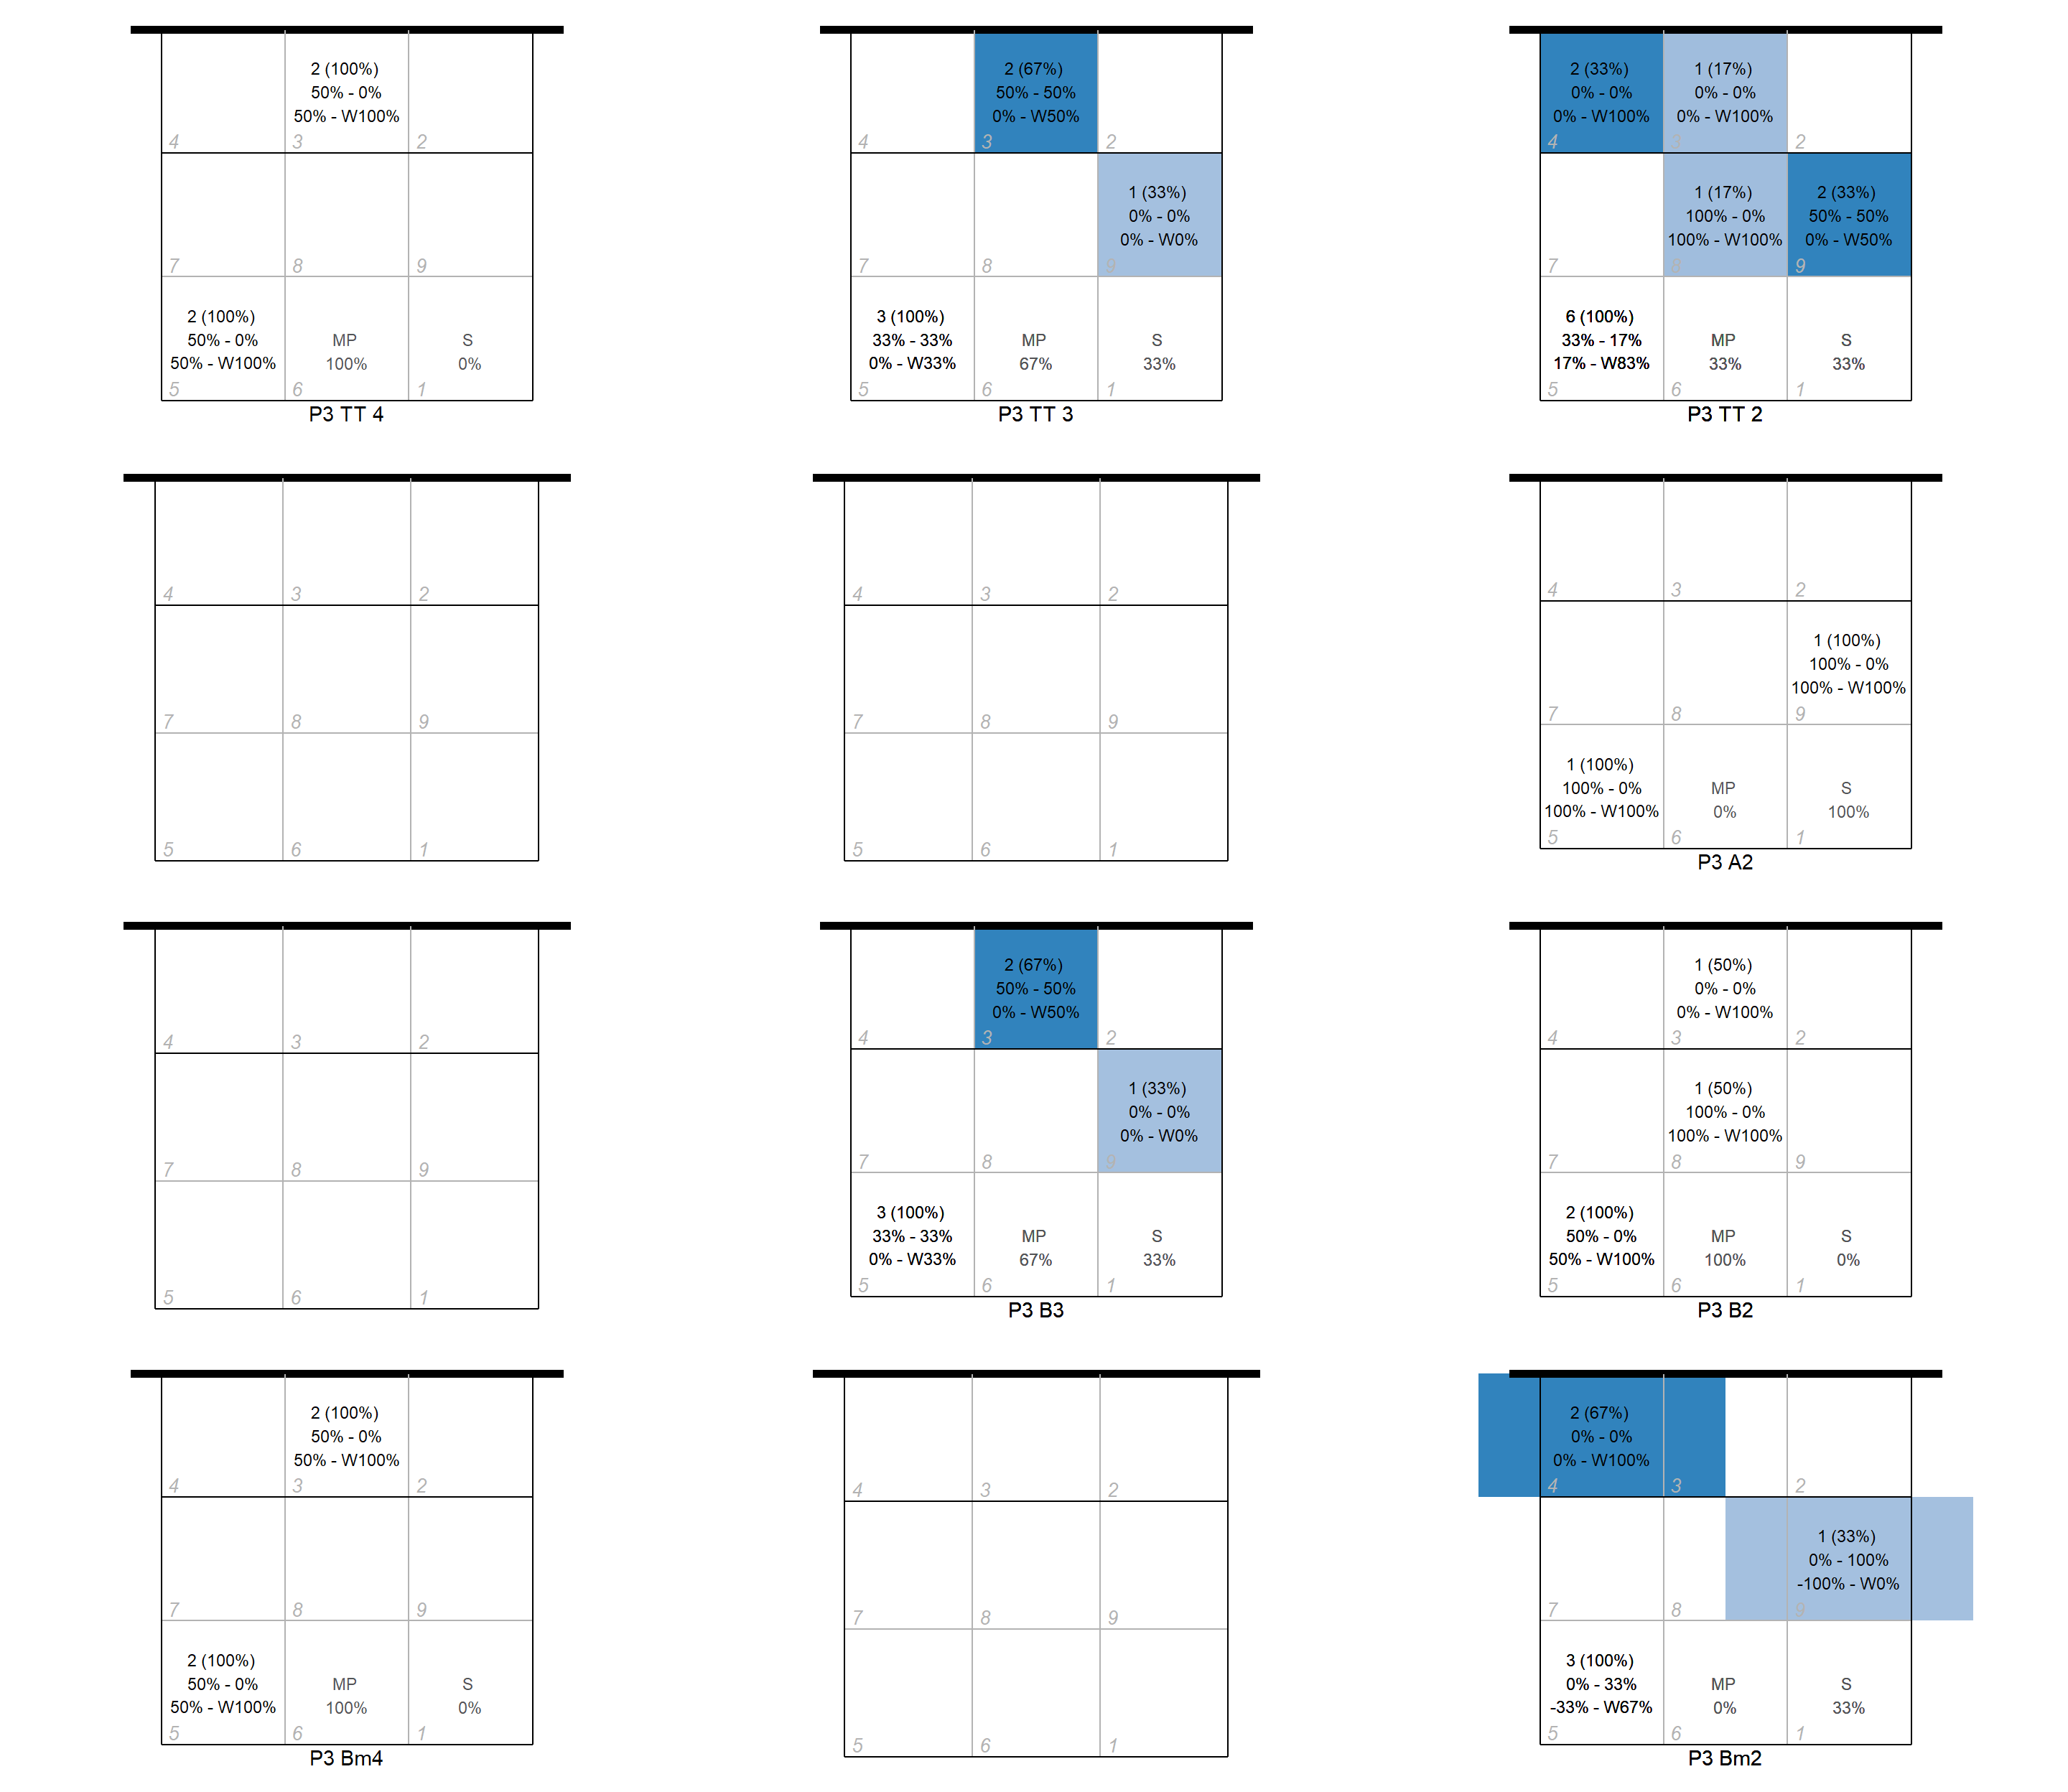 2 (100%)
50% - 0%
50% - W100%
4 3 2
7 8 9
2 (100%)
50% - 0%
50% - W100%
MP
100%
S
0%
5 6 1
P3 TT 4
2 (67%)
50% - 50%
0% - W50%
4 3 2
1 (33%)
0% - 0%
0% - W0%
7 8 9
3 (100%)
33% - 33%
0% - W33%
MP
67%
S
33%
5 6 1
P3 TT 3
2 (33%)
0% - 0%
0% - W100%
1 (17%)
0% - 0%
0% - W100%
4 3 2
1 (17%)
100% - 0%
100% - W100%
2 (33%)
50% - 50%
0% - W50%
7 8 9
6 (100%)
33% - 17%
17% - W83%
MP
33%
S
33%
5 6 1
P3 TT 2
4 3 2
7 8 9
5 6 1
4 3 2
7 8 9
5 6 1
4 3 2
1 (100%)
100% - 0%
100% - W100%
7 8 9
1 (100%)
100% - 0%
100% - W100%
MP
0%
S
100%
5 6 1
P3 A2
4 3 2
7 8 9
5 6 1
2 (67%)
50% - 50%
0% - W50%
4 3 2
1 (33%)
0% - 0%
0% - W0%
7 8 9
3 (100%)
33% - 33%
0% - W33%
MP
67%
S
33%
5 6 1
P3 B3
1 (50%)
0% - 0%
0% - W100%
4 3 2
1 (50%)
100% - 0%
100% - W100%
7 8 9
2 (100%)
50% - 0%
50% - W100%
MP
100%
S
0%
5 6 1
P3 B2
2 (100%)
50% - 0%
50% - W100%
4 3 2
7 8 9
2 (100%)
50% - 0%
50% - W100%
MP
100%
S
0%
5 6 1
P3 Bm4
4 3 2
7 8 9
5 6 1
2 (67%)
0% - 0%
0% - W100%
4 3 2
1 (33%)
0% - 100%
-100% - W0%
7 8 9
3 (100%)
0% - 33%
-33% - W67%
MP
0%
S
33%
5 6 1
P3 Bm2